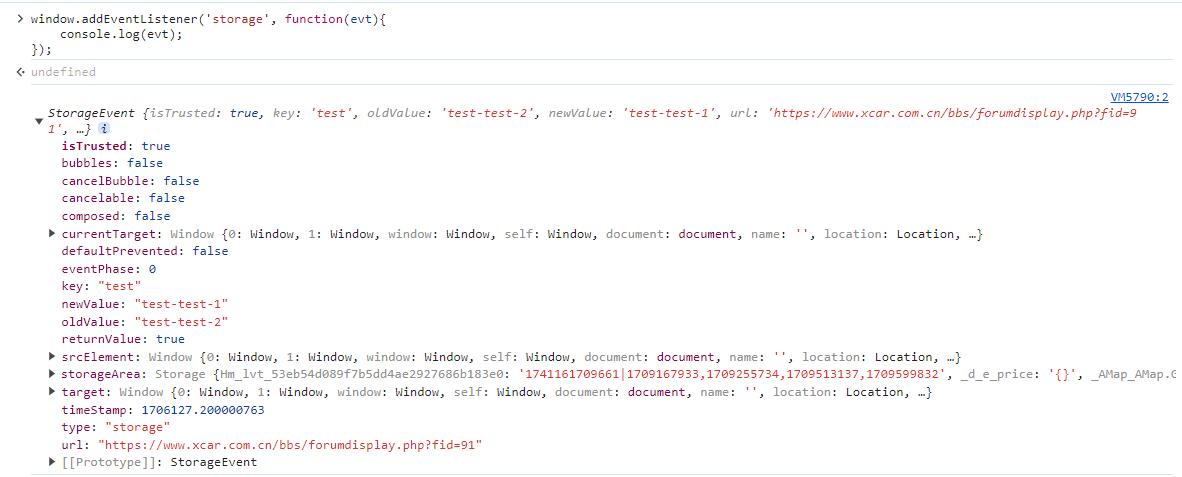 > window.addEventListener('storage', function(evt){
console.log(evt);
});
undefined
VM5790:2
StorageEvent {isTrusted: true, key: 'test', oldValue: 'test-test-2', newValue: 'test-test-1', url: 'https://www.xcar.com.cn/bbs/forumdisplay.php?fid=9
1', …} i
isTrusted: true
bubbles: false
cancelBubble: false
cancelable: false
composed: false
currentTarget: Window {0: Window, 1: Window, window: Window, self: Window, document: document, name: '', location: Location, …}
defaultPrevented: false
eventPhase: 0
key: "test"
newValue: "test-test-1"
oldValue: "test-test-2"
returnValue: true
srcElement: Window {0: Window, 1: Window, window: Window, self: Window, document: document, name: '', location: Location, …}
storageArea: Storage {Hm_lvt_53eb54d089f7b5dd4ae2927686b183e0: '1741161709661|1709167933,1709255734,1709513137,1709599832', _d_e_price: '{}', _AMap_AMap.G
target: Window {0: Window, 1: Window, window: Window, self: Window, document: document, name: '', location: Location, …}
timeStamp: 1706127.200000763
type: "storage"
url: "https://www.xcar.com.cn/bbs/forumdisplay.php?fid=91"
[[Prototype]]: StorageEvent